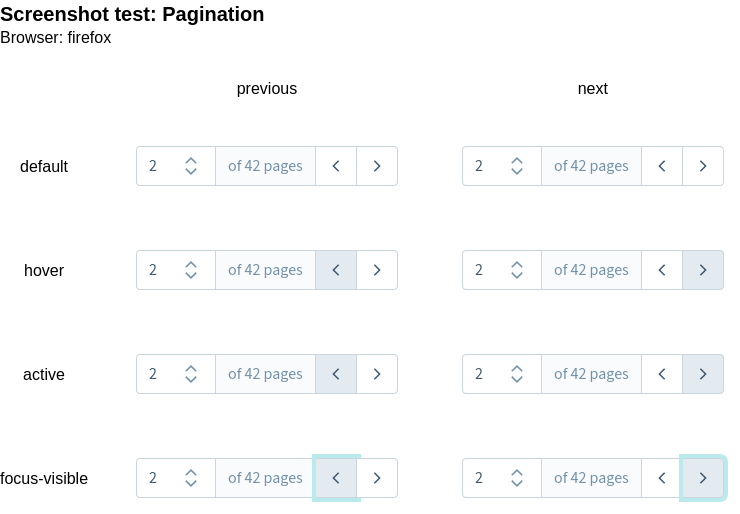 Screenshot test: Pagination
Browser: firefox
previous next
default 2 of 42 pages 2 of 42 pages
hover 2 of 42 pages 2 of 42 pages
active 2 of 42 pages 2 of 42 pages
focus-visible 2 of 42 pages 2 of 42 pages